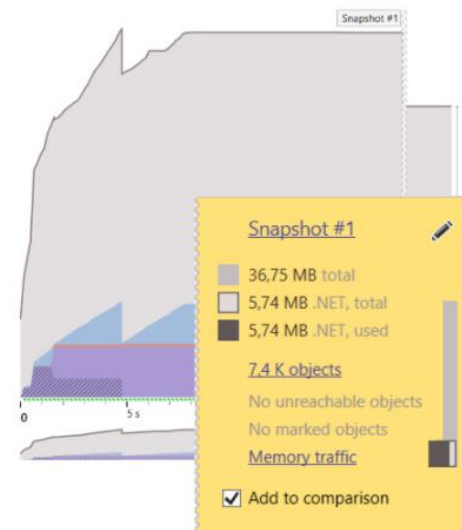 Snapshot #1
0
5 s
Snapshot #1
36,75 MB total
5,74 MB .NET, total
5,74 MB .NET, used
7,4 K objects
No unreachable objects
No marked objects
Memory traffic
Add to comparison